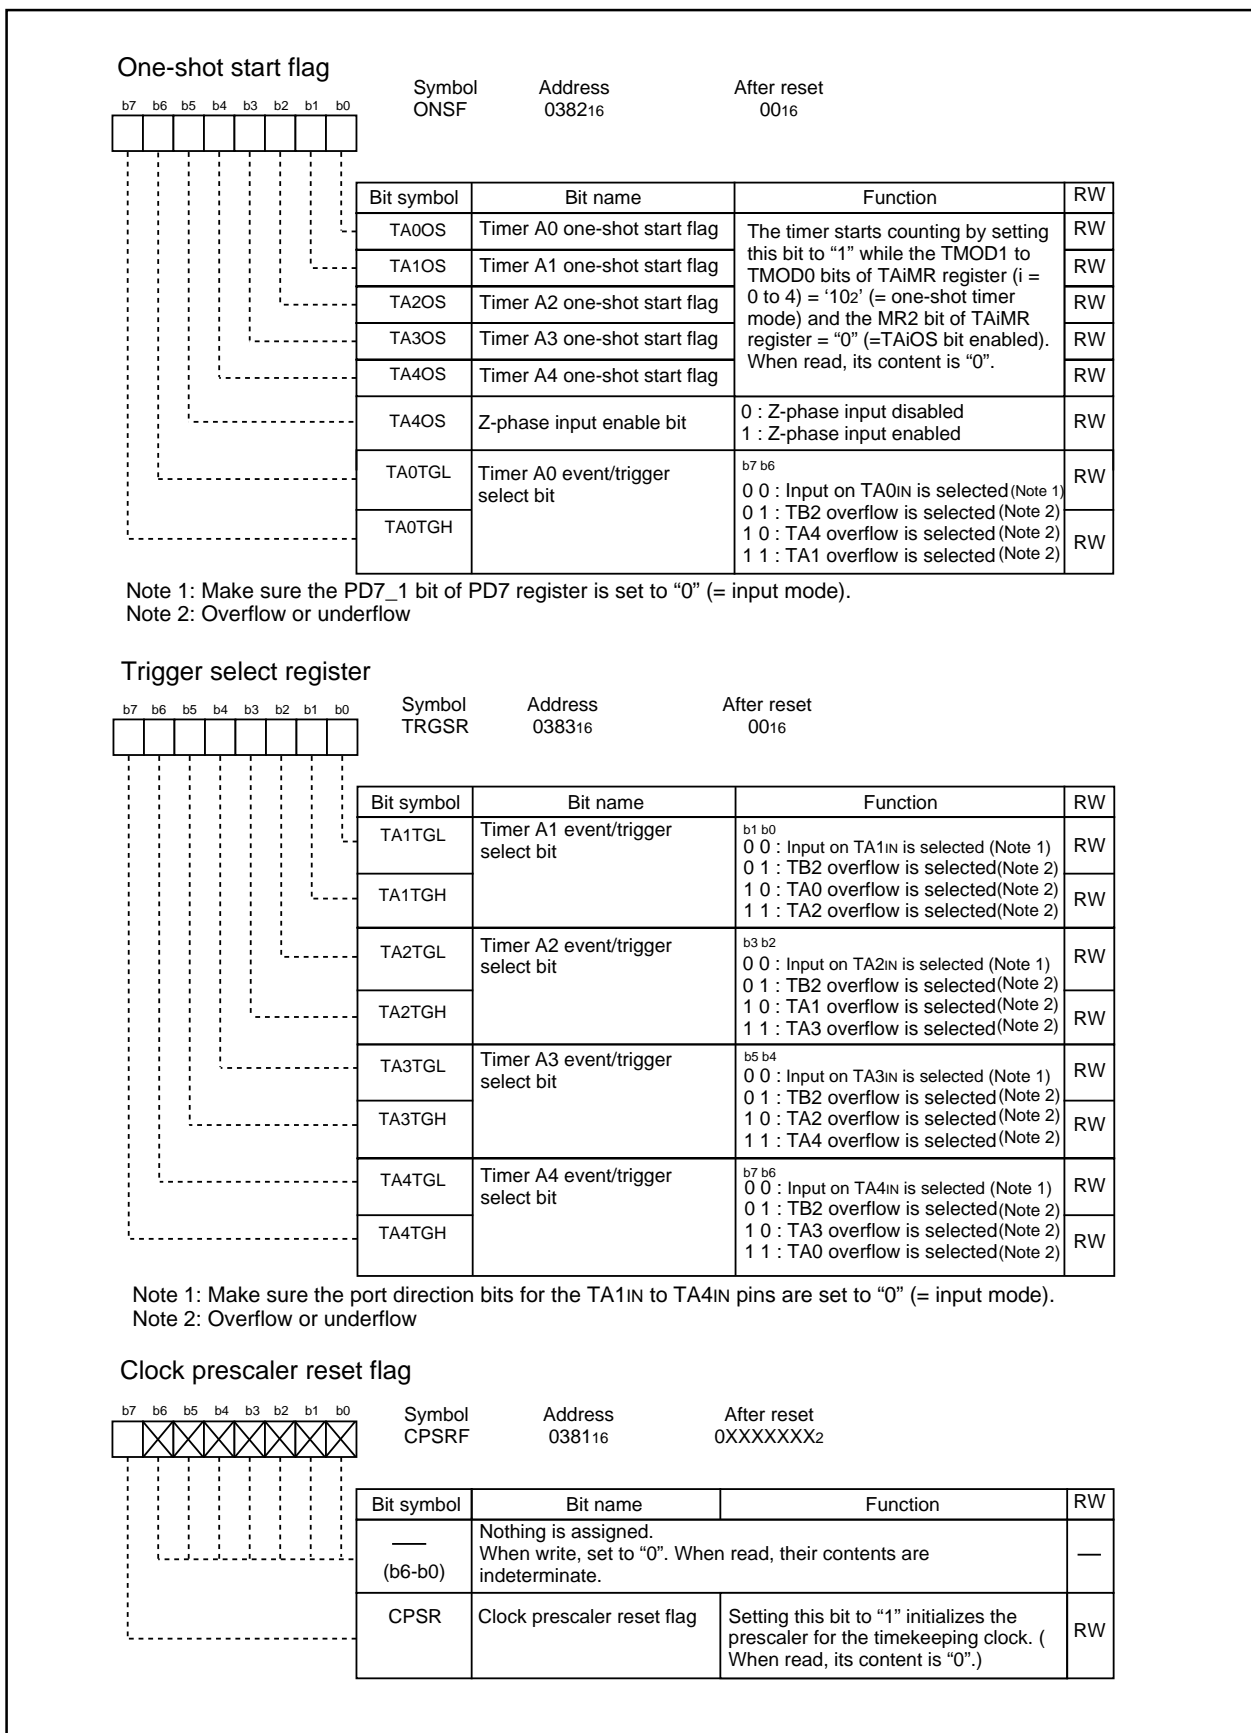 One-shot start flag
Symbol Address After reset
ONSF 038216 0016
b7 b6 b5 b4 b3 b2 b1 b0
Bit symbol Bit name Function RW
TA0OS Timer A0 one-shot start flag RW
TA1OS Timer A1 one-shot start flag RW
TA2OS Timer A2 one-shot start flag RW
TA3OS Timer A3 one-shot start flag RW
TA4OS Timer A4 one-shot start flag RW
The timer starts counting by setting
this bit to “1” while the TMOD1 to
TMOD0 bits of TAiMR register (i =
0 to 4) = ‘102’ (= one-shot timer
mode) and the MR2 bit of TAiMR
register = “0” (=TAiOS bit enabled).
When read, its content is “0”.
TA4OS Z-phase input enable bit RW
0 : Z-phase input disabled
1 : Z-phase input enabled
TA0TGL Timer A0 event/trigger RW
select bit
TA0TGH RW
b7 b6
0 0 : Input on TA0IN is selected (Note 1)
0 1 : TB2 overflow is selected (Note 2)
1 0 : TA4 overflow is selected (Note 2)
1 1 : TA1 overflow is selected (Note 2)
Note 1: Make sure the PD7_1 bit of PD7 register is set to “0” (= input mode).
Note 2: Overflow or underflow
Trigger select register
Symbol Address After reset
TRGSR 038316 0016
b7 b6 b5 b4 b3 b2 b1 b0
Bit symbol Bit name Function RW
TA1TGL Timer A1 event/trigger RW
select bit
TA1TGH RW
b1 b0
0 0 : Input on TA1IN is selected (Note 1)
0 1 : TB2 overflow is selected(Note 2)
1 0 : TA0 overflow is selected(Note 2)
1 1 : TA2 overflow is selected(Note 2)
TA2TGL Timer A2 event/trigger RW
select bit
TA2TGH RW
b3 b2
0 0 : Input on TA2IN is selected (Note 1)
0 1 : TB2 overflow is selected(Note 2)
1 0 : TA1 overflow is selected(Note 2)
1 1 : TA3 overflow is selected(Note 2)
TA3TGL Timer A3 event/trigger RW
select bit
TA3TGH RW
b5 b4
0 0 : Input on TA3IN is selected (Note 1)
0 1 : TB2 overflow is selected (Note 2)
1 0 : TA2 overflow is selected (Note 2)
1 1 : TA4 overflow is selected (Note 2)
TA4TGL Timer A4 event/trigger RW
select bit
TA4TGH RW
b7 b6
0 0 : Input on TA4IN is selected (Note 1)
0 1 : TB2 overflow is selected(Note 2)
1 0 : TA3 overflow is selected(Note 2)
1 1 : TA0 overflow is selected(Note 2)
Note 1: Make sure the port direction bits for the TA1IN to TA4IN pins are set to “0” (= input mode).
Note 2: Overflow or underflow
Clock prescaler reset flag
Symbol Address After reset
CPSRF 038116 0XXXXXXX2
b7 b6 b5 b4 b3 b2 b1 b0
Bit symbol Bit name Function RW
— (b6-b0) —
Nothing is assigned.
When write, set to “0”. When read, their contents are
indeterminate.
CPSR Clock prescaler reset flag RW
Setting this bit to “1” initializes the
prescaler for the timekeeping clock. (
When read, its content is “0”.)